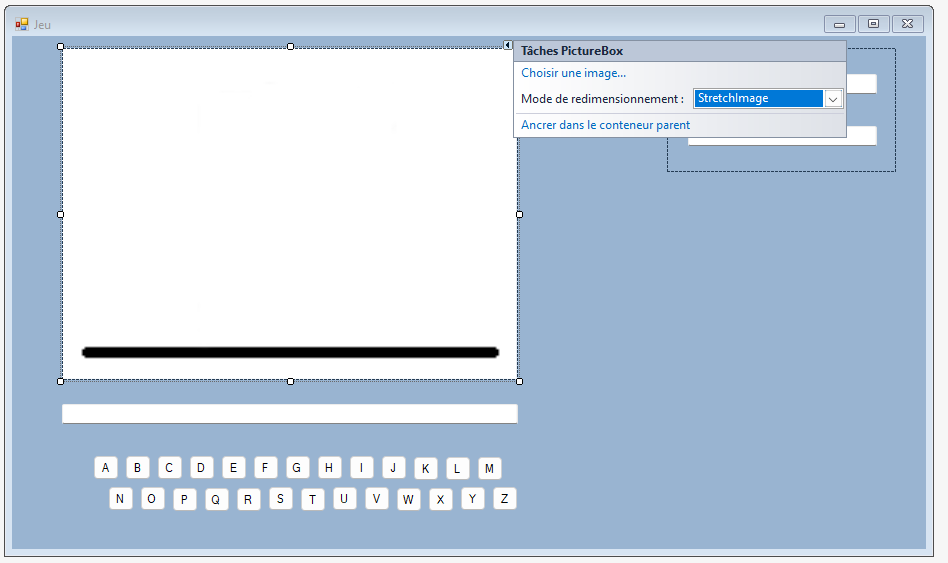 Jeu
Tâches PictureBox
Choisir une image...
Mode de redimensionnement : StretchImage
Ancrer dans le conteneur parent
A B C D E F G H I J K L M
N O P Q R S T U V W X Y Z